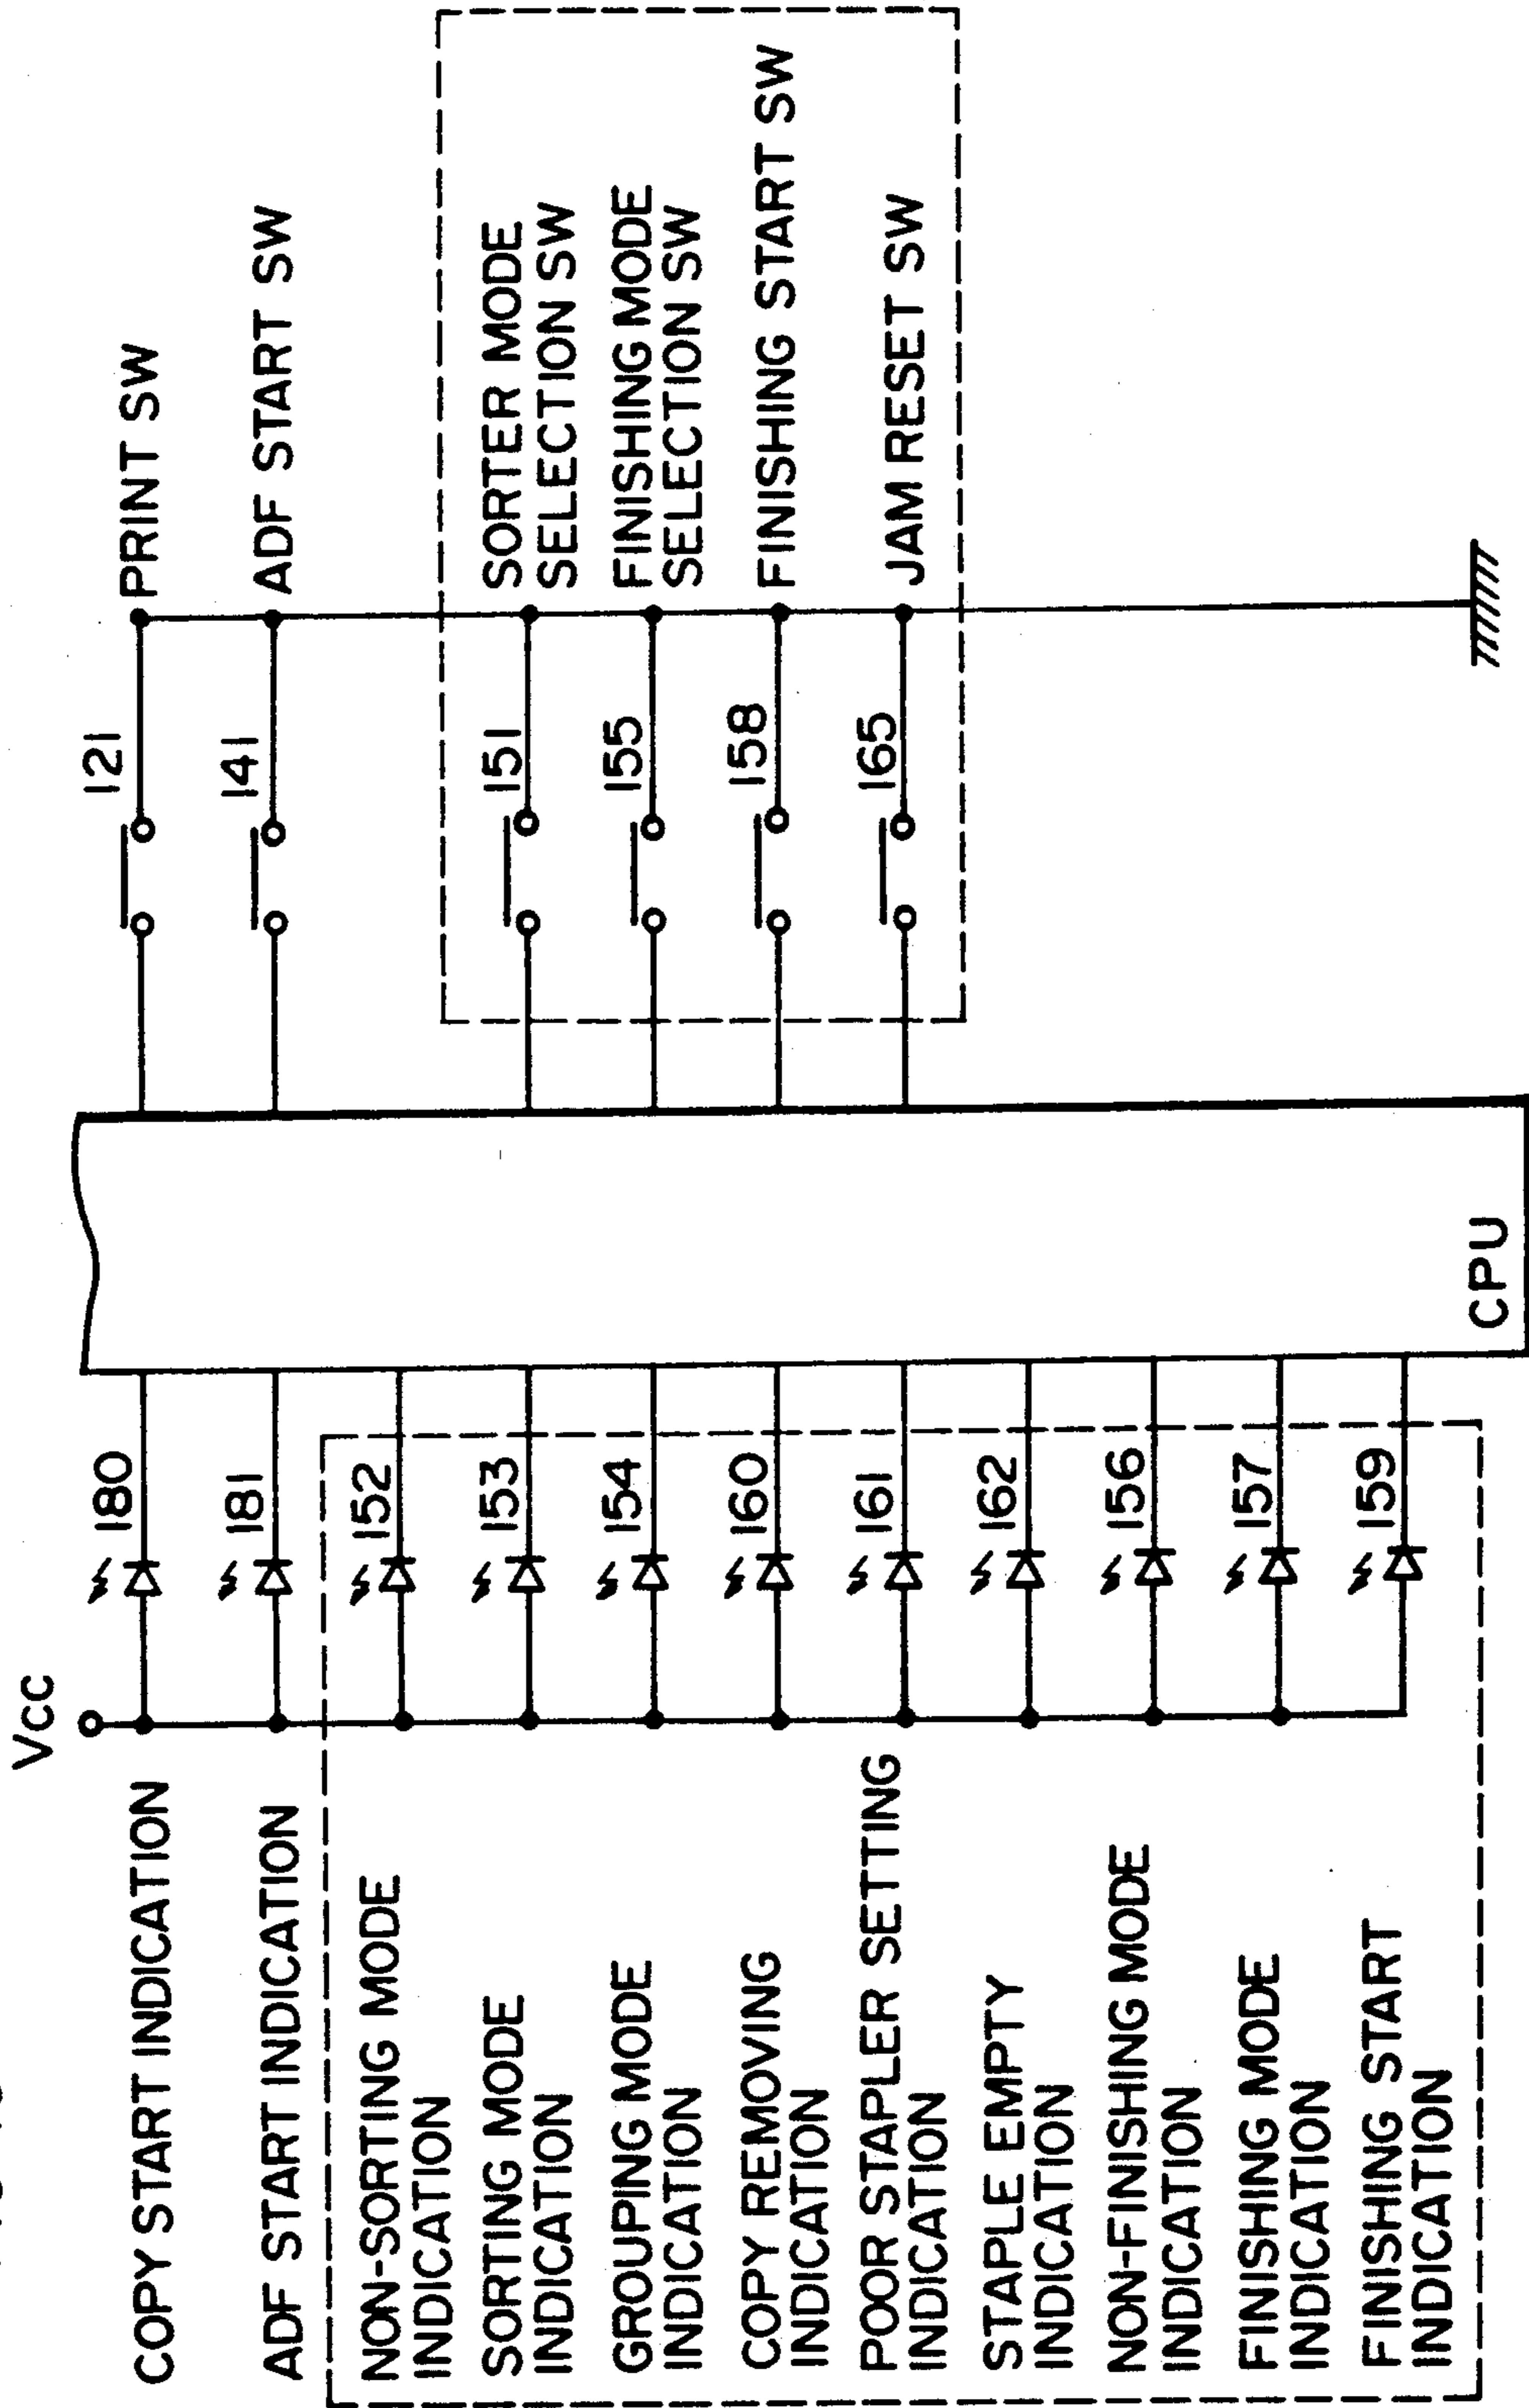 Vcc
COPY START INDICATION
180
ADF START INDICATION
181
NON-SORTING MODE
INDICATION
152
SORTING MODE
INDICATION
153
GROUPING MODE
INDICATION
154
COPY REMOVING
INDICATION
160
POOR STAPLER SETTING
INDICATION
161
STAPLE EMPTY
INDICATION
162
NON-FINISHING MODE
INDICATION
156
FINISHING MODE
INDICATION
157
FINISHING START
INDICATION
159
CPU
121
PRINT SW
141
ADF START SW
151
SORTER MODE
SELECTION SW
155
FINISHING MODE
SELECTION SW
158
FINISHING START SW
165
JAM RESET SW